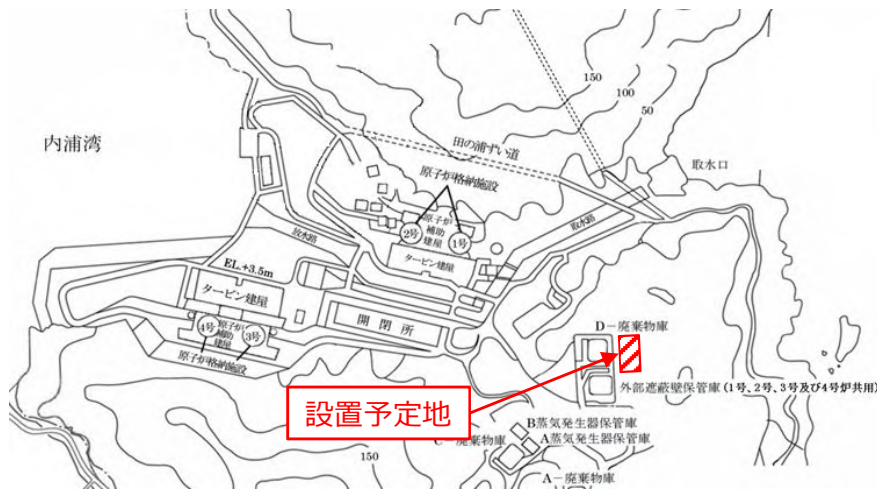 150
100
50
内浦湾
田の浦ずい道
取水口
原子炉格納施設
原子炉
補助
建屋
2号
1号
取水路
放水路
タービン建屋
EL.+3.5m
タービン建屋
開閉所
4号
原子炉
補助
建屋
3号
原子炉格納施設
D-廃棄物庫
外部遮蔽壁保管庫(1号、2号、3号及び4号炉共用)
設置予定地
B蒸気発生器保管庫
C-廃棄物庫
A蒸気発生器保管庫
150
A-廃棄物庫